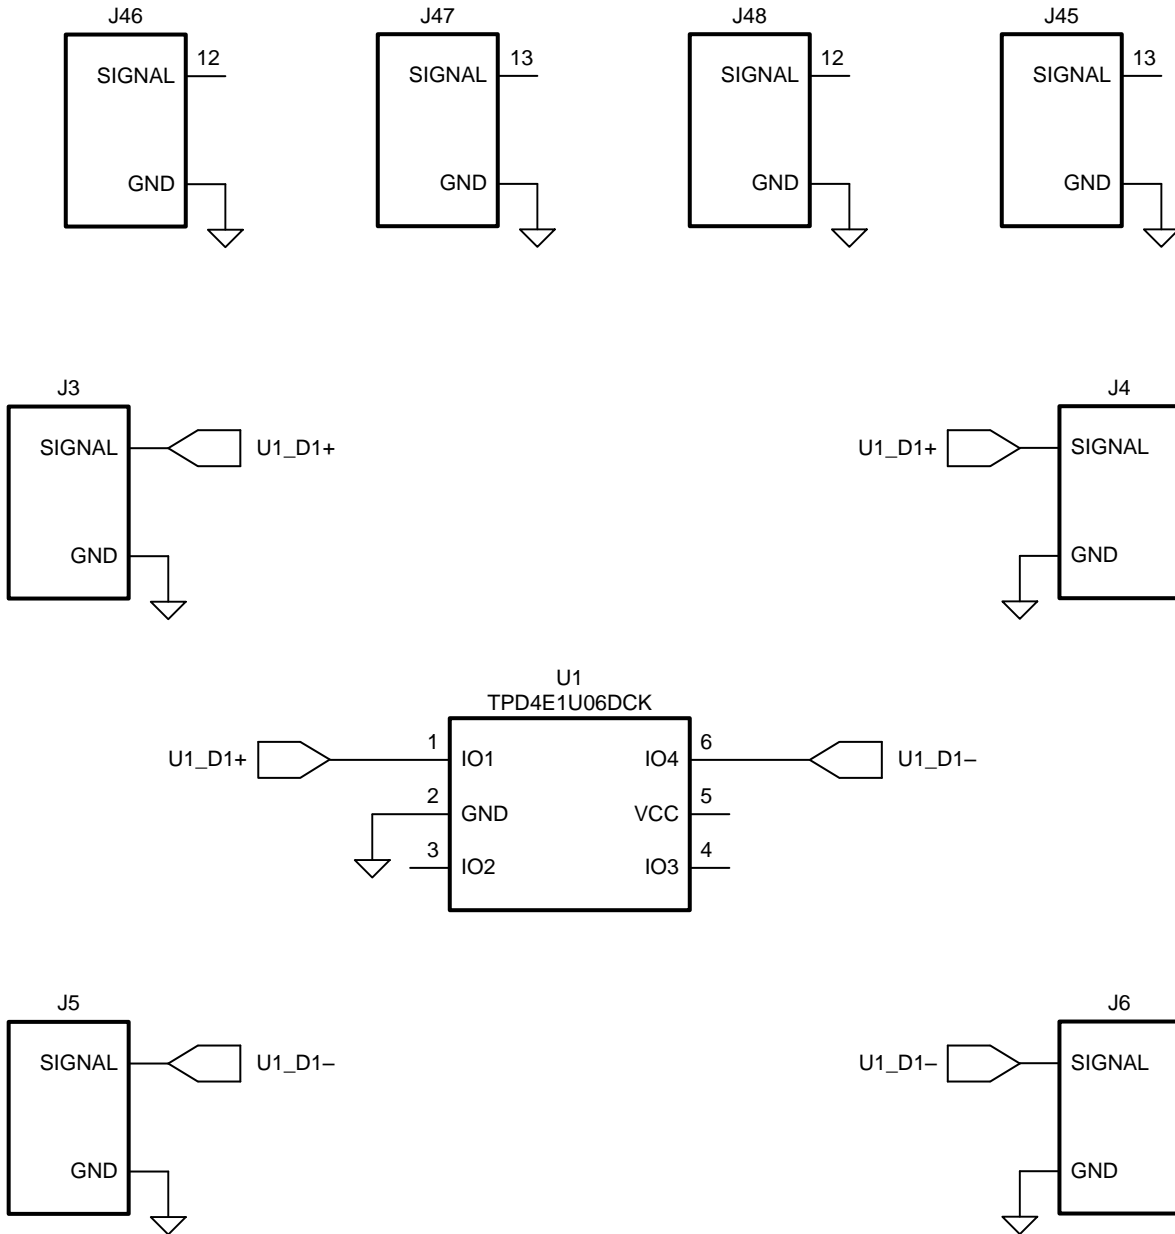 J46 J47 J48 J45
SIGNAL 12 SIGNAL 13 SIGNAL 12 SIGNAL 13
GND GND GND GND
J3 J4
SIGNAL U1_D1+ U1_D1+ SIGNAL
GND GND
U1
TPD4E1U06DCK
U1_D1+ 1 IO1 IO4 6 U1_D1–
2 GND VCC 5
3 IO2 IO3 4
J5 J6
SIGNAL U1_D1– U1_D1– SIGNAL
GND GND